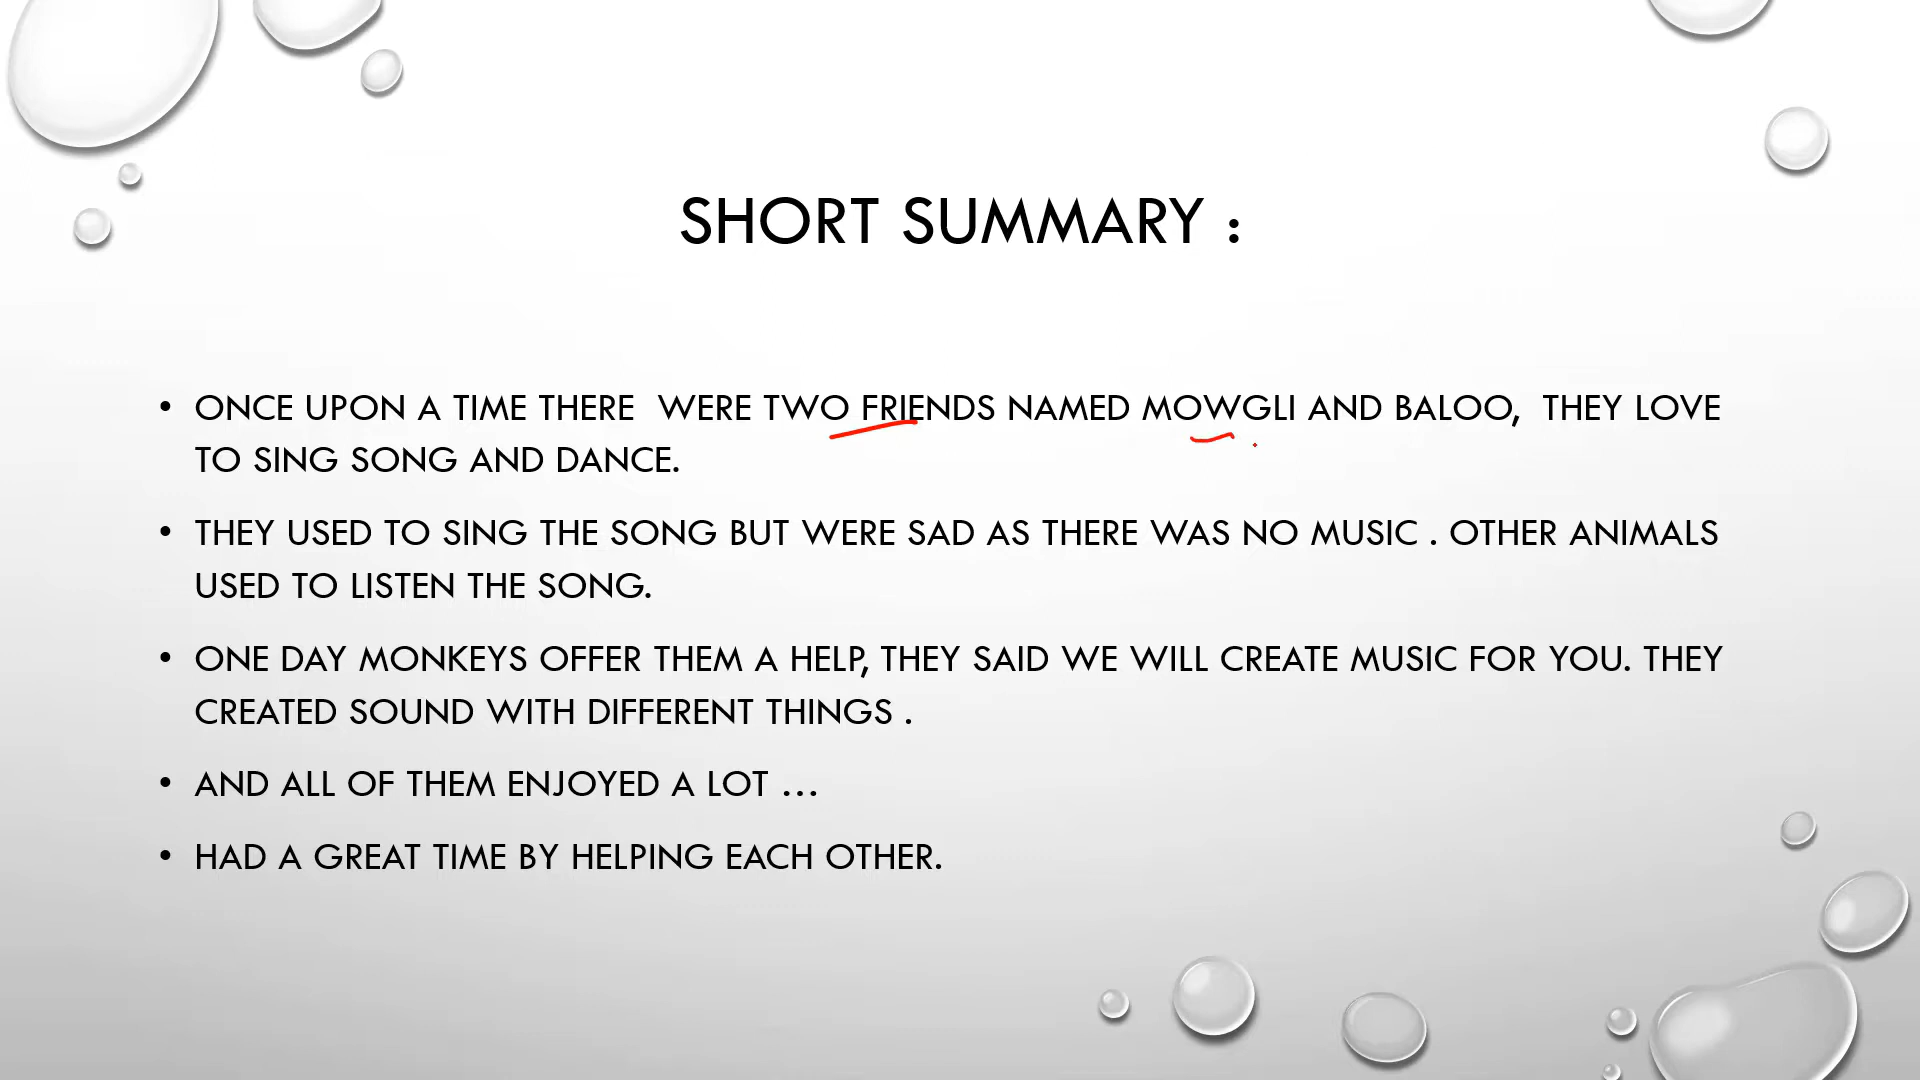 SHORT SUMMARY :
• ONCE UPON A TIME THERE WERE TWO FRIENDS NAMED MOWGLI AND BALOO, THEY LOVE
TO SING SONG AND DANCE.
• THEY USED TO SING THE SONG BUT WERE SAD AS THERE WAS NO MUSIC . OTHER ANIMALS
USED TO LISTEN THE SONG.
• ONE DAY MONKEYS OFFER THEM A HELP, THEY SAID WE WILL CREATE MUSIC FOR YOU. THEY
CREATED SOUND WITH DIFFERENT THINGS .
• AND ALL OF THEM ENJOYED A LOT ...
• HAD A GREAT TIME BY HELPING EACH OTHER.